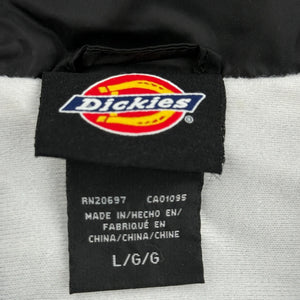 Dickies
RN20697 CA01095
MADE IN/HECHO EN/
FABRIQUÉ EN
CHINA/CHINA/CHINE
L/G/G